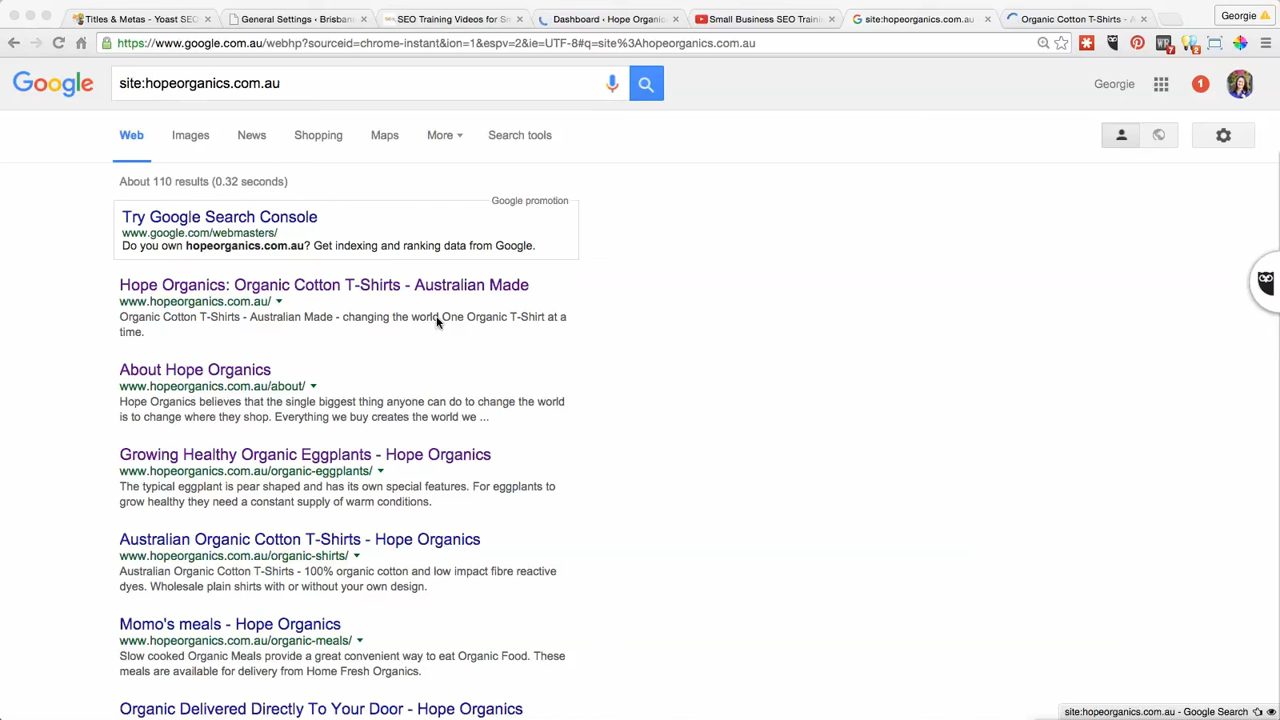 Titles & Metas - Yoast SEO
General Settings ‹ Brisban
SEO Training Videos for Sm
Dashboard ‹ Hope Organic
Small Business SEO Trainin
site:hopeorganics.com.au
Organic Cotton T-Shirts - A
Georgie
https://www.google.com.au/webhp?sourceid=chrome-instant&ion=1&espv=2&ie=UTF-8#q=site%3Ahopeorganics.com.au
Google
site:hopeorganics.com.au
Georgie
1
Web
Images
News
Shopping
Maps
More
Search tools
About 110 results (0.32 seconds)
Google promotion
Try Google Search Console
www.google.com/webmasters/
Do you own hopeorganics.com.au? Get indexing and ranking data from Google.
Hope Organics: Organic Cotton T-Shirts - Australian Made
www.hopeorganics.com.au/
Organic Cotton T-Shirts - Australian Made - changing the world One Organic T-Shirt at a
time.
About Hope Organics
www.hopeorganics.com.au/about/
Hope Organics believes that the single biggest thing anyone can do to change the world
is to change where they shop. Everything we buy creates the world we ...
Growing Healthy Organic Eggplants - Hope Organics
www.hopeorganics.com.au/organic-eggplants/
The typical eggplant is pear shaped and has its own special features. For eggplants to
grow healthy they need a constant supply of warm conditions.
Australian Organic Cotton T-Shirts - Hope Organics
www.hopeorganics.com.au/organic-shirts/
Australian Organic Cotton T-Shirts - 100% organic cotton and low impact fibre reactive
dyes. Wholesale plain shirts with or without your own design.
Momo's meals - Hope Organics
www.hopeorganics.com.au/organic-meals/
Slow cooked Organic Meals provide a great convenient way to eat Organic Food. These
meals are available for delivery from Home Fresh Organics.
Organic Delivered Directly To Your Door - Hope Organics
site:hopeorganics.com.au - Google Search